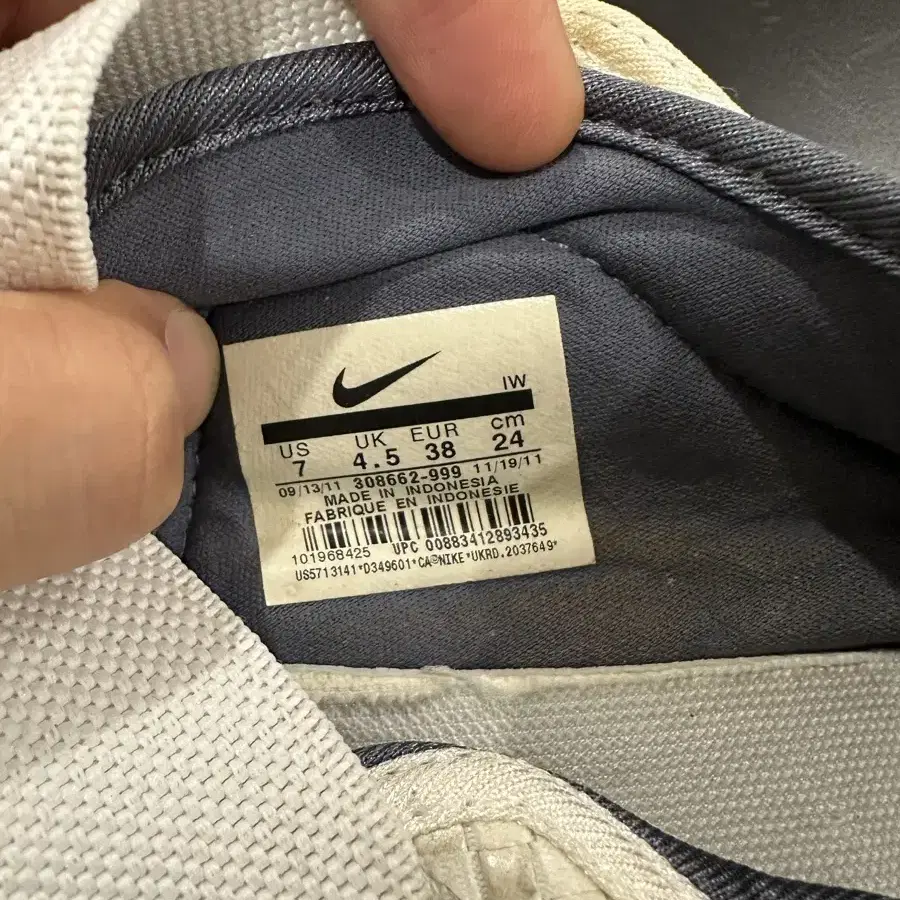 IW
US UK EUR cm
7 4.5 38 24
09/13/11 308662-999 11/19/11
MADE IN INDONESIA
FABRIQUE EN INDONESIE
101968425 UPC 00883412893435
US5713141*D349601*CA®NIKE*UKRD.2037649*